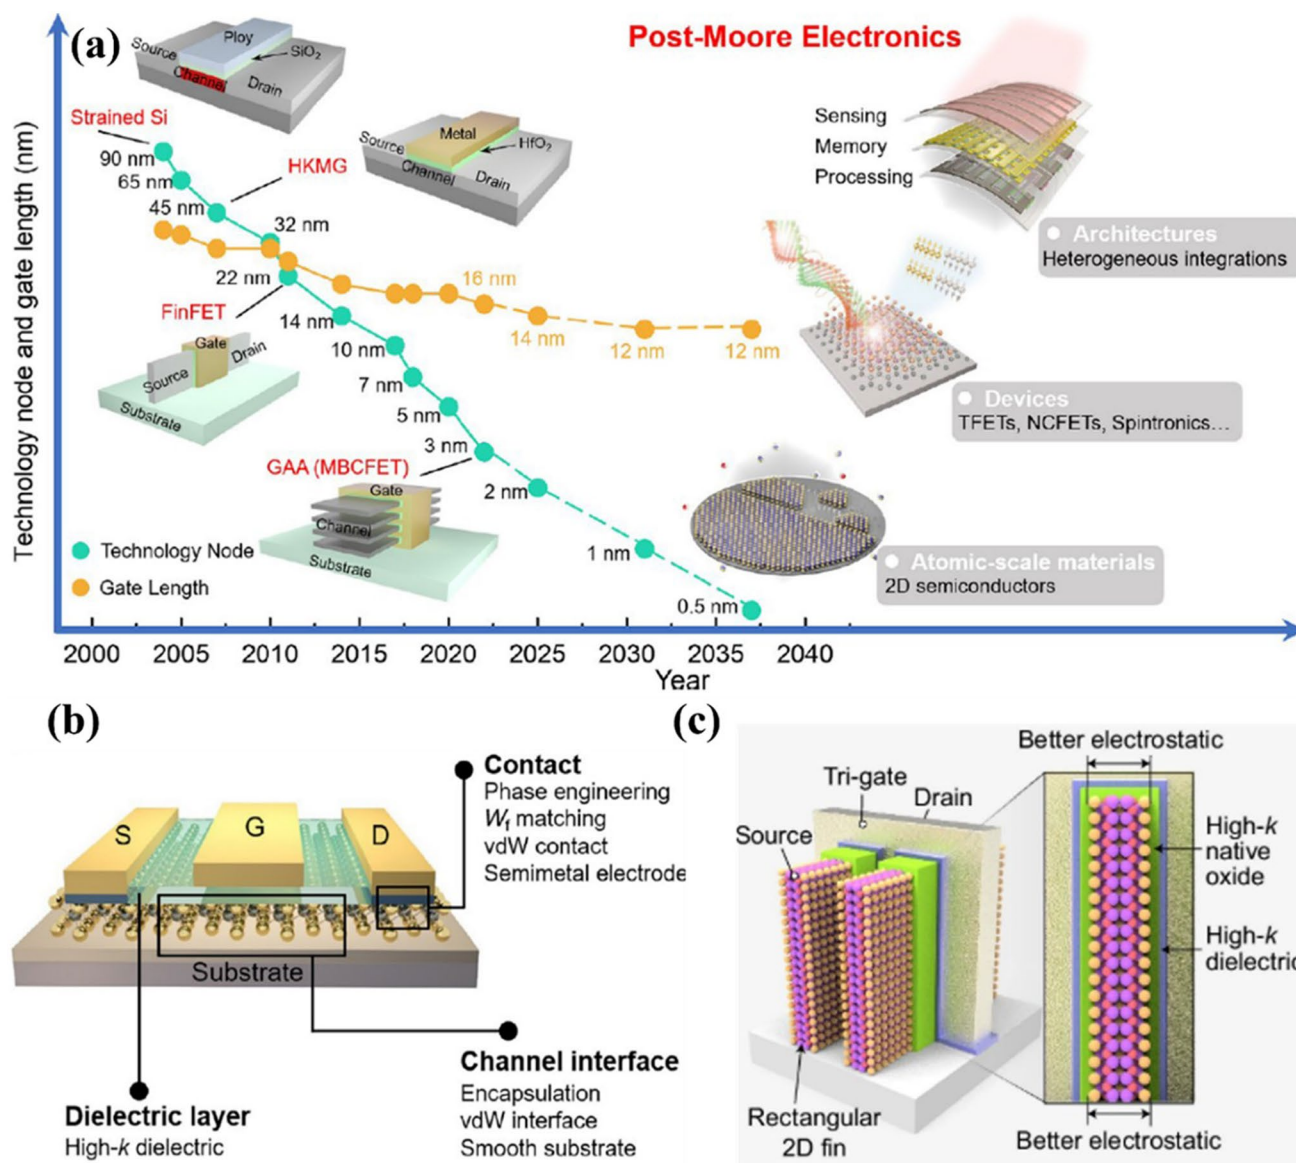 (a)
Post-Moore Electronics
Technology node and gate length (nm)
Source
Ploy
SiO2
Channel
Drain
Strained Si
90 nm
65 nm
45 nm
HKMG
32 nm
Source
Metal
HfO2
Channel
Drain
22 nm
FinFET
14 nm
10 nm
7 nm
5 nm
3 nm
2 nm
1 nm
0.5 nm
16 nm
14 nm
12 nm
12 nm
Gate
Drain
Source
Substrate
GAA (MBCFET)
Gate
Channel
Substrate
Technology Node
Gate Length
Sensing
Memory
Processing
Architectures
Heterogeneous integrations
Devices
TFETs, NCFETs, Spintronics...
Atomic-scale materials
2D semiconductors
2000 2005 2010 2015 2020 2025 2030 2035 2040
Year
(b)
S
G
D
Substrate
Contact
Phase engineering
Wf matching
vdW contact
Semimetal electrode
Channel interface
Encapsulation
vdW interface
Smooth substrate
Dielectric layer
High-k dielectric
(c)
Better electrostatic
Tri-gate
Drain
Source
High-k
native
oxide
High-k
dielectric
Rectangular
2D fin
Better electrostatic